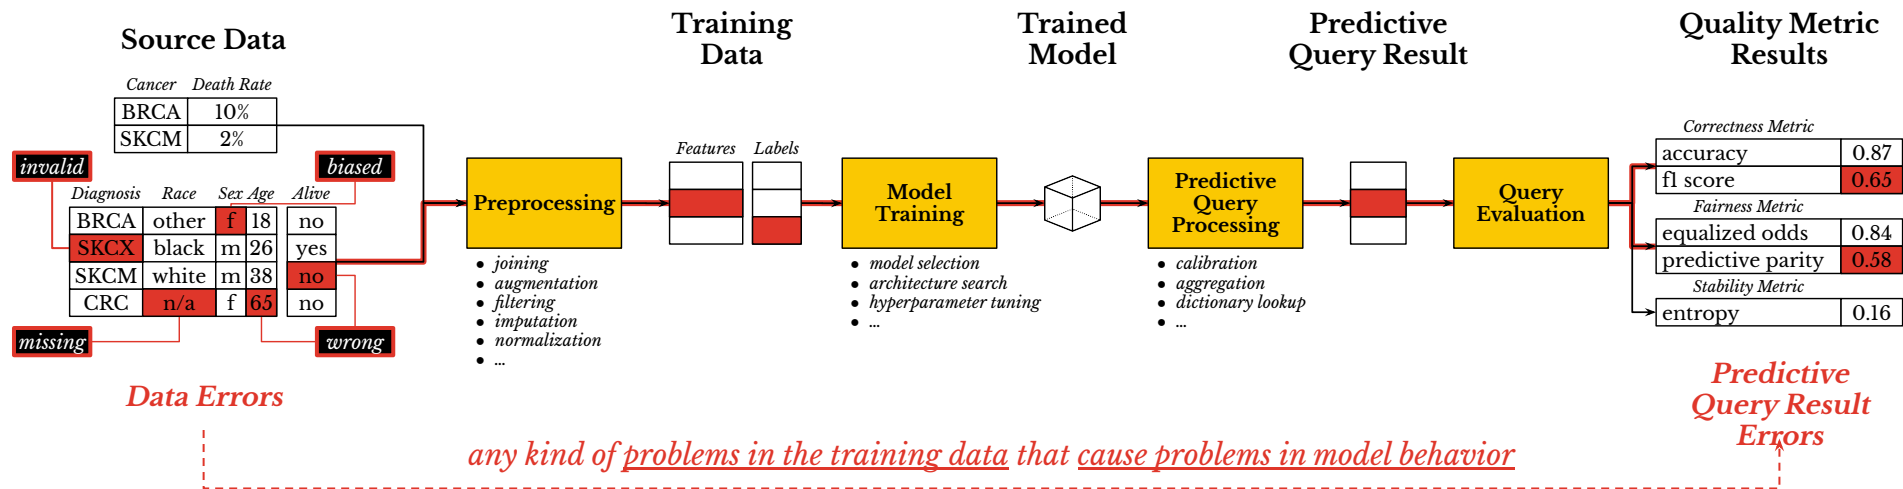 Source Data
Training
Data
Trained
Model
Predictive
Query Result
Quality Metric
Results
Cancer Death Rate
BRCA 10%
SKCM 2%
invalid
biased
Diagnosis Race Sex Age Alive
BRCA other f 18 no
SKCX black m 26 yes
SKCM white m 38 no
CRC n/a f 65 no
missing
wrong
Data Errors
Preprocessing
• joining
• augmentation
• filtering
• imputation
• normalization
• ...
Features Labels
Model
Training
• model selection
• architecture search
• hyperparameter tuning
• ...
Predictive
Query
Processing
• calibration
• aggregation
• dictionary lookup
• ...
Query
Evaluation
Correctness Metric
accuracy 0.87
f1 score 0.65
Fairness Metric
equalized odds 0.84
predictive parity 0.58
Stability Metric
entropy 0.16
Predictive
Query Result
Errors
any kind of problems in the training data that cause problems in model behavior